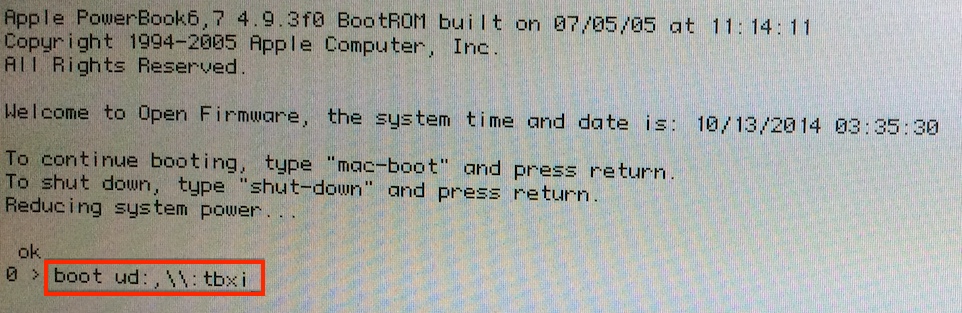 Apple PowerBook6,7 4.9.3f0 BootROM built on 07/05/05 at 11:14:11
Copyright 1994-2005 Apple Computer, Inc.
All Rights Reserved.
Welcome to Open Firmware, the system time and date is: 10/13/2014 03:35:30
To continue booting, type "mac-boot" and press return.
To shut down, type "shut-down" and press return.
Reducing system power...
ok
0 > boot ud:,\\:tbxi